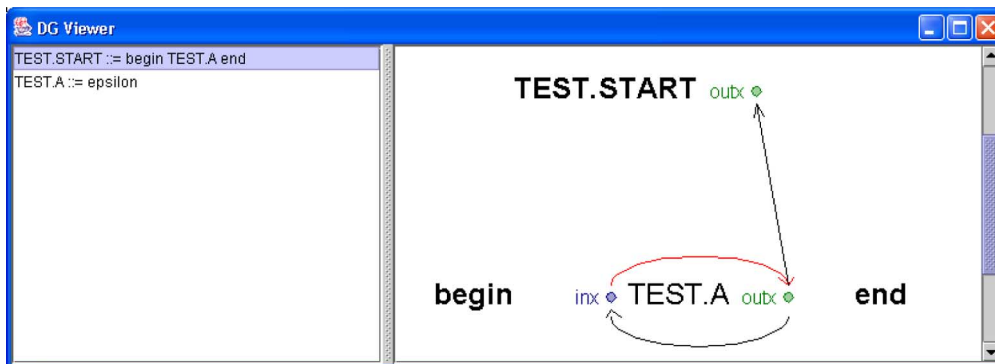 DG Viewer
TEST.START ::= begin TEST.A end
TEST.A ::= epsilon
TEST.START outx
begin inx TEST.A outx end